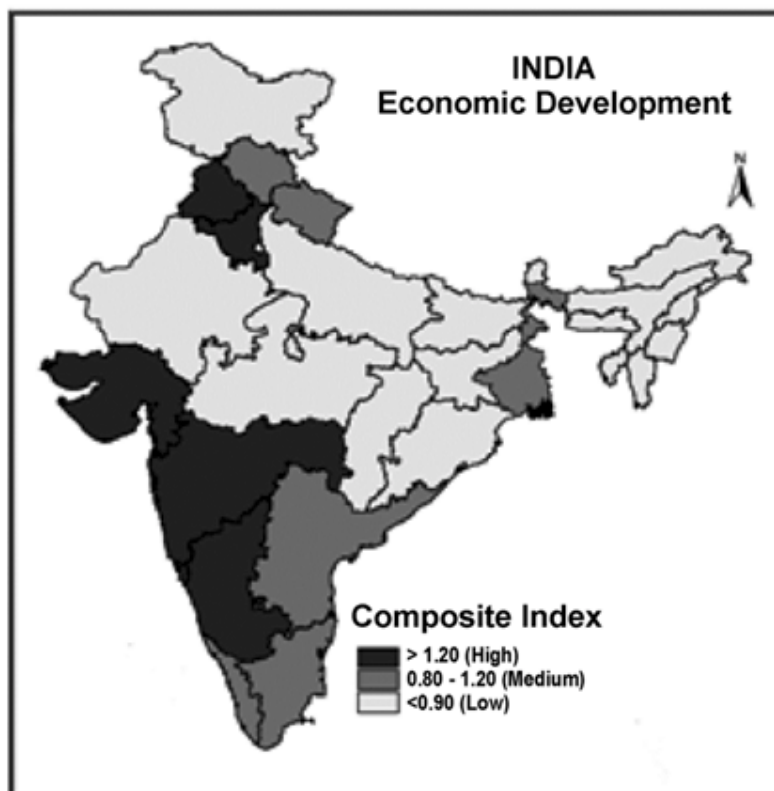 INDIA
Economic Development
N
Composite Index
> 1.20 (High)
0.80 - 1.20 (Medium)
<0.90 (Low)